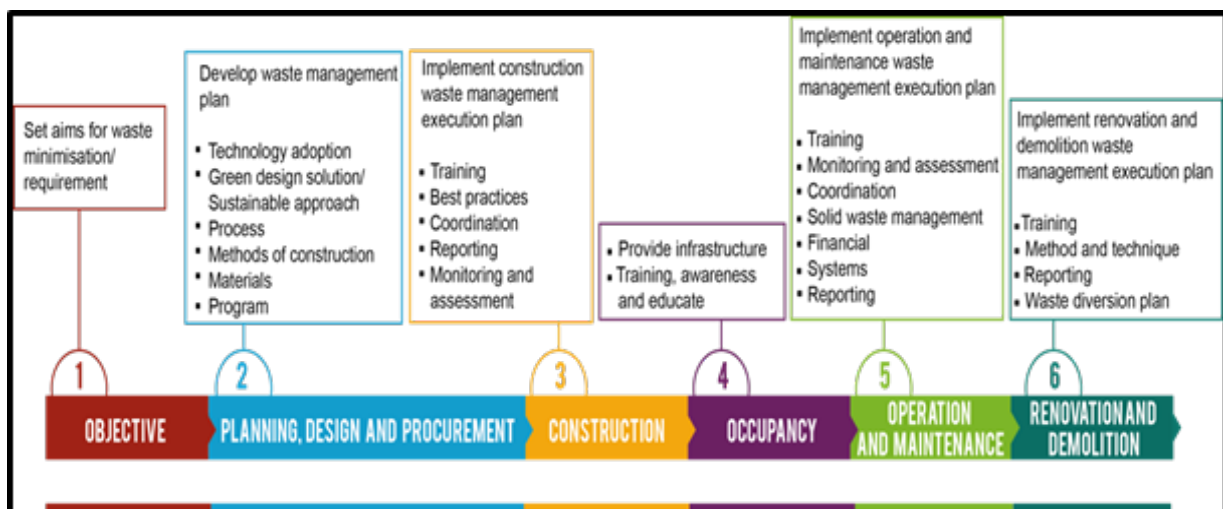 Set aims for waste
minimisation/
requirement
Develop waste management
plan
▪ Technology adoption
▪ Green design solution/
Sustainable approach
▪ Process
▪ Methods of construction
▪ Materials
▪ Program
Implement construction
waste management
execution plan
▪ Training
▪ Best practices
▪ Coordination
▪ Reporting
▪ Monitoring and
assessment
▪ Provide infrastructure
▪ Training, awareness
and educate
Implement operation and
maintenance waste
management execution plan
▪ Training
▪ Monitoring and assessment
▪ Coordination
▪ Solid waste management
▪ Financial
▪ Systems
▪ Reporting
Implement renovation and
demolition waste
management execution plan
▪Training
▪ Method and technique
▪ Reporting
▪ Waste diversion plan
1
2
3
4
5
6
OBJECTIVE
PLANNING, DESIGN AND PROCUREMENT
CONSTRUCTION
OCCUPANCY
OPERATION
AND MAINTENANCE
RENOVATION AND
DEMOLITION